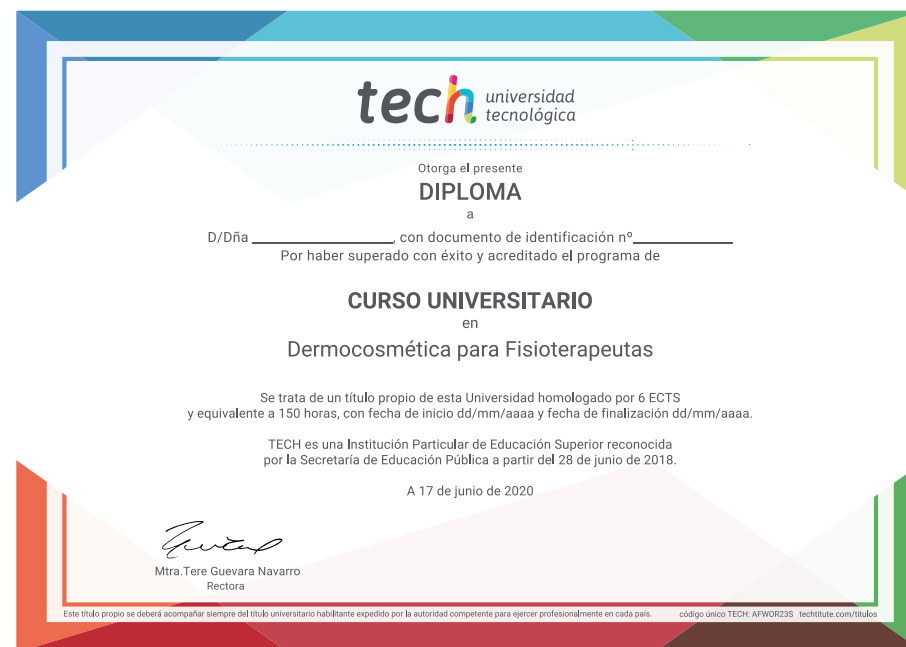 tech universidad
tecnológica
Otorga el presente
DIPLOMA
a
D/Dña ____________________, con documento de identificación nº______________
Por haber superado con éxito y acreditado el programa de
CURSO UNIVERSITARIO
en
Dermocosmética para Fisioterapeutas
Se trata de un título propio de esta Universidad homologado por 6 ECTS
y equivalente a 150 horas, con fecha de inicio dd/mm/aaaa y fecha de finalización dd/mm/aaaa.
TECH es una Institución Particular de Educación Superior reconocida
por la Secretaría de Educación Pública a partir del 28 de junio de 2018.
A 17 de junio de 2020
Mtra.Tere Guevara Navarro
Rectora
Este título propio se deberá acompañar siempre del título universitario habilitante expedido por la autoridad competente para ejercer profesionalmente en cada país. código único TECH: AFWOR23S techtitute.com/titulos